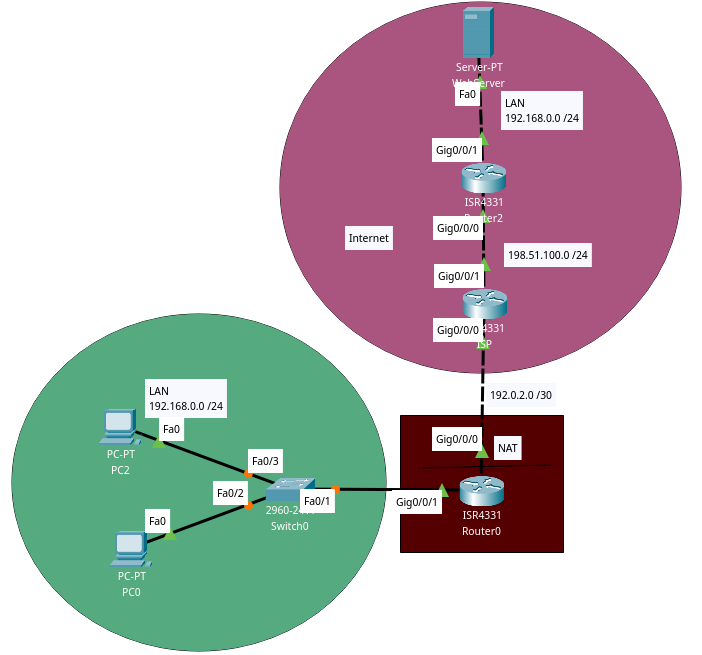 Server-PT
WebServer
Fa0
LAN
192.168.0.0 /24
Gig0/0/1
ISR4331
Router2
Gig0/0/0
Internet
198.51.100.0 /24
Gig0/0/1
Gig0/0/0
4331
ISP
192.0.2.0 /30
LAN
192.168.0.0 /24
Fa0
PC-PT
PC2
Fa0/3
Fa0/2
Fa0/1
2960-24
Switch0
Fa0
PC-PT
PC0
Gig0/0/0
NAT
Gig0/0/1
ISR4331
Router0